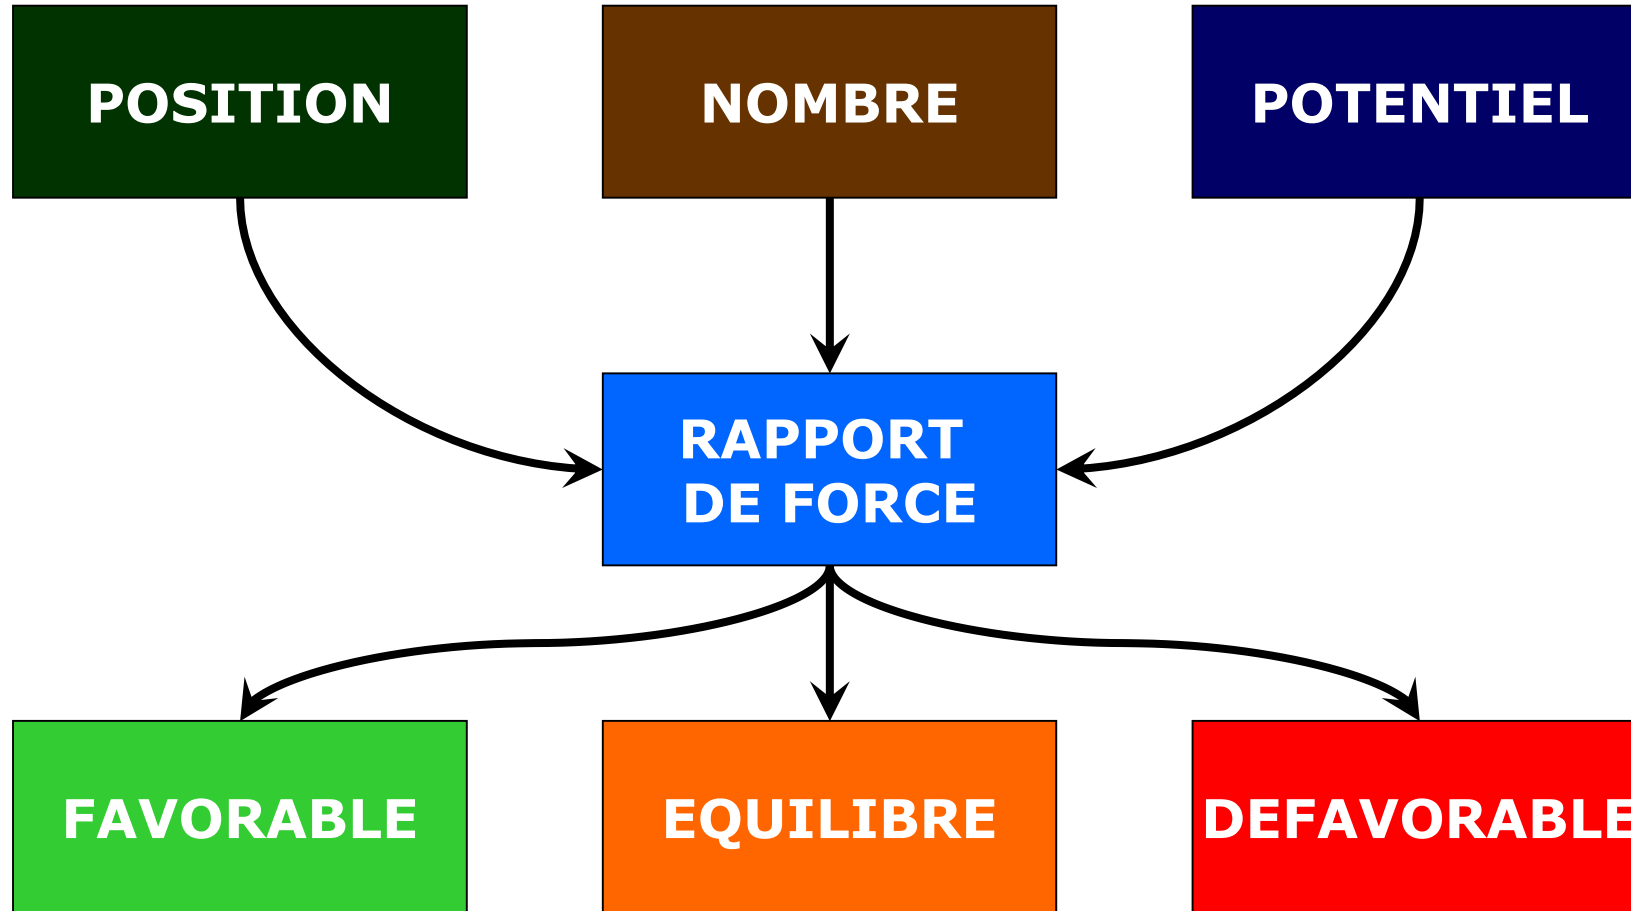 POSITION
NOMBRE
POTENTIEL
RAPPORT
DE FORCE
FAVORABLE
EQUILIBRE
DEFAVORABLE